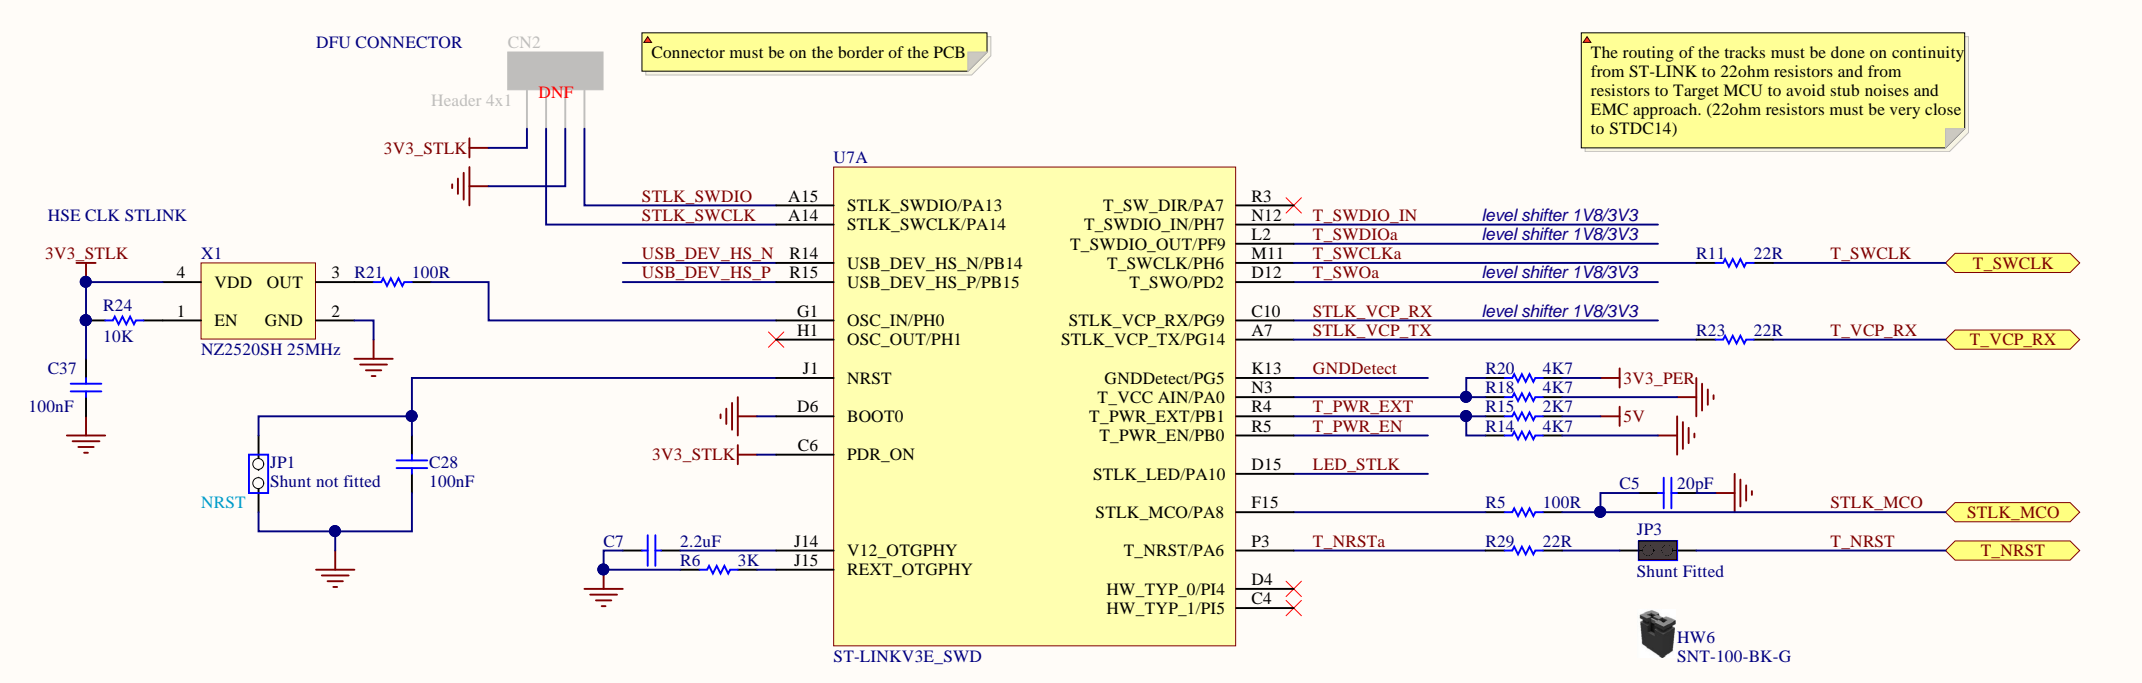 DFU CONNECTOR
CN2
Header 4x1
DNF
Connector must be on the border of the PCB
The routing of the tracks must be done on continuity
from ST-LINK to 22ohm resistors and from
resistors to Target MCU to avoid stub noises and
EMC approach. (22ohm resistors must be very close
to STDC14)
3V3_STLK
HSE CLK STLINK
3V3_STLK
X1
4 VDD OUT 3
1 EN GND 2
NZ2520SH 25MHz
R24
10K
R21 100R
C37
100nF
JP1
Shunt not fitted
NRST
C28
100nF
3V3_STLK
C7 2.2uF
R6 3K
U7A
STLK_SWDIO A15 STLK_SWDIO/PA13
STLK_SWCLK A14 STLK_SWCLK/PA14
USB_DEV_HS_N R14 USB_DEV_HS_N/PB14
USB_DEV_HS_P R15 USB_DEV_HS_P/PB15
G1 OSC_IN/PH0
H1 OSC_OUT/PH1
J1 NRST
D6 BOOT0
C6 PDR_ON
J14 V12_OTGPHY
J15 REXT_OTGPHY
T_SW_DIR/PA7 R3
T_SWDIO_IN/PH7 N12 T_SWDIO_IN level shifter 1V8/3V3
T_SWDIO_OUT/PF9 L2 T_SWDIOa level shifter 1V8/3V3
T_SWCLK/PH6 M11 T_SWCLKa R11 22R T_SWCLK T_SWCLK
T_SWO/PD2 D12 T_SWOa level shifter 1V8/3V3
STLK_VCP_RX/PG9 C10 STLK_VCP_RX level shifter 1V8/3V3
STLK_VCP_TX/PG14 A7 STLK_VCP_TX R23 22R T_VCP_RX T_VCP_RX
GNDDetect/PG5 K13 GNDDetect R20 4K7 3V3_PER
T_VCC AIN/PA0 N3 R18 4K7
T_PWR_EXT/PB1 R4 T_PWR_EXT R15 2K7 5V
T_PWR_EN/PB0 R5 T_PWR_EN R14 4K7
STLK_LED/PA10 D15 LED_STLK
C5 20pF
STLK_MCO/PA8 F15 R5 100R STLK_MCO STLK_MCO
JP3
T_NRST/PA6 P3 T_NRSTa R29 22R T_NRST T_NRST
Shunt Fitted
HW_TYP_0/PI4 D4
HW_TYP_1/PI5 C4
ST-LINKV3E_SWD
HW6
SNT-100-BK-G